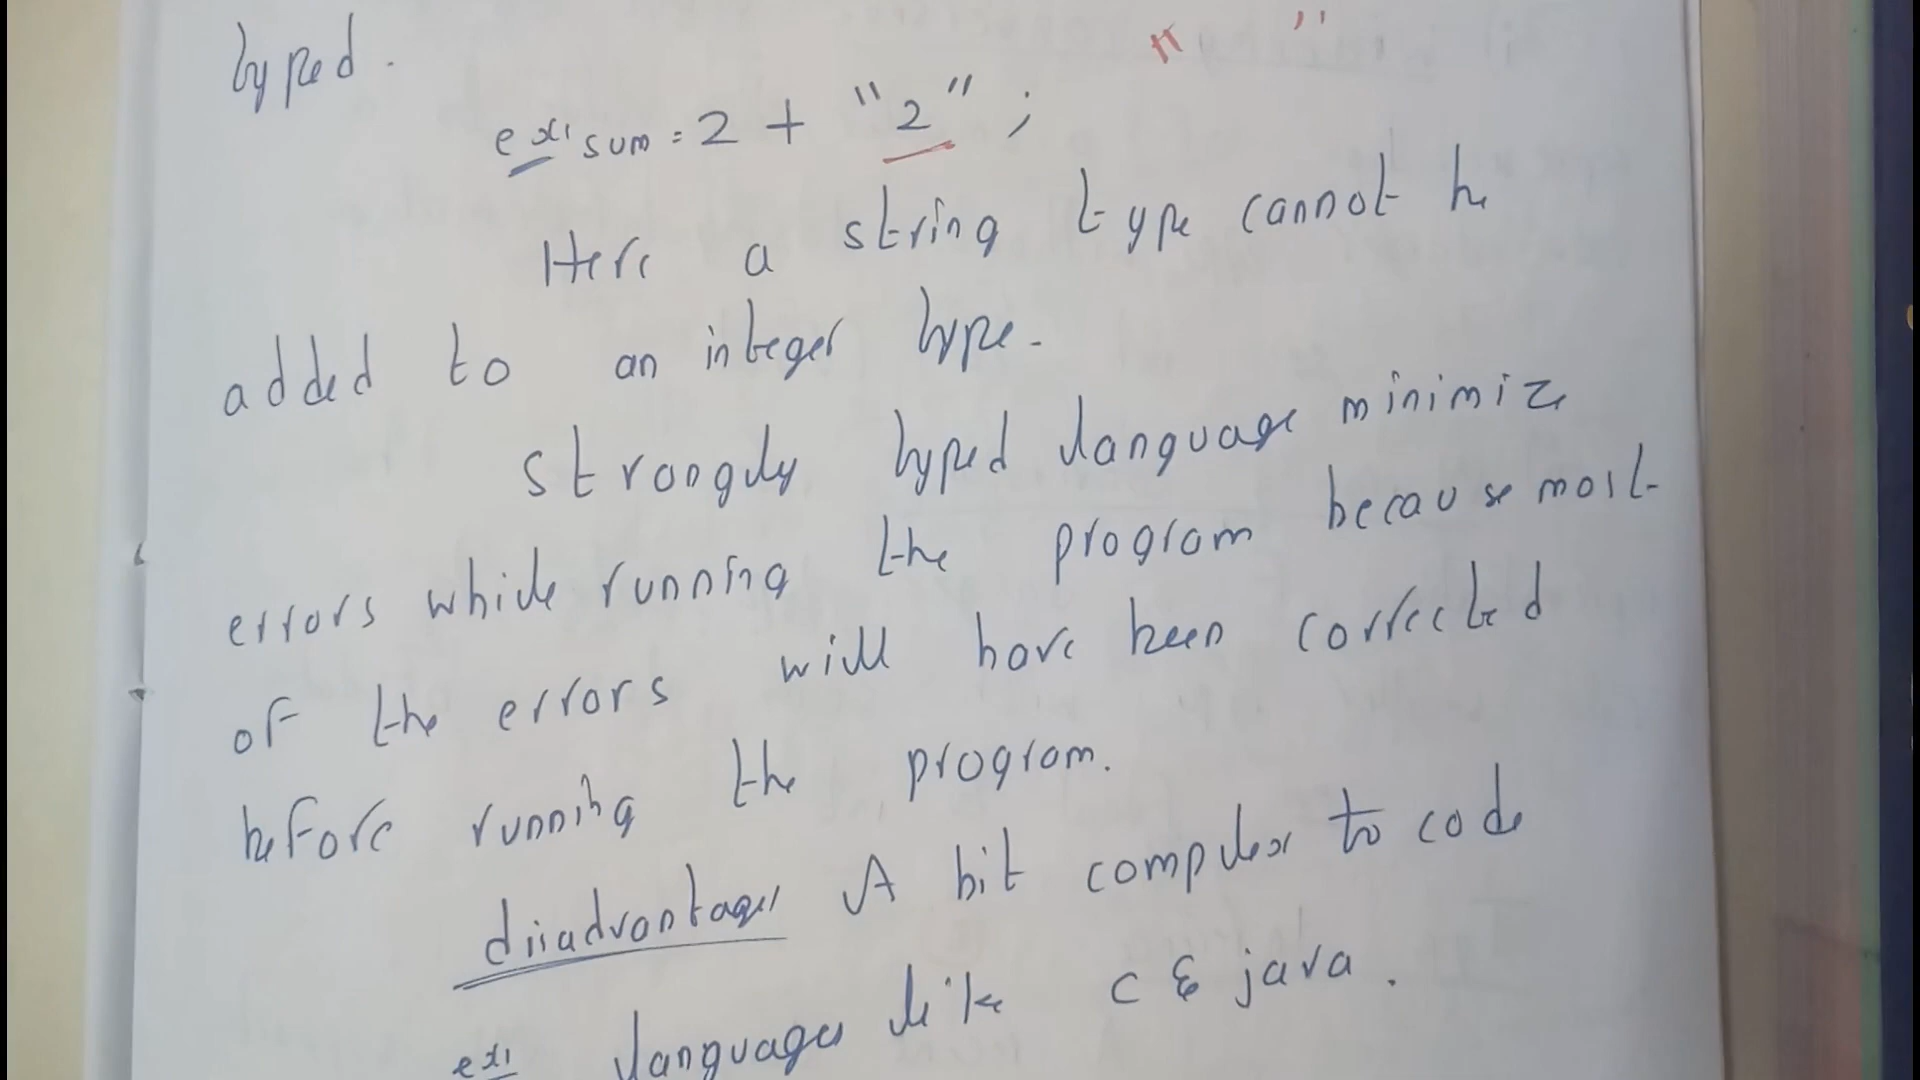 typed.
" "
ex: sum = 2 + "2" ;
Here a string type cannot be
added to an integer type.
strongly typed language minimize
errors while running the program because most
of the errors will have been corrected
before running the program.
disadvantages A bit complex to code
ex: languages like c & java.